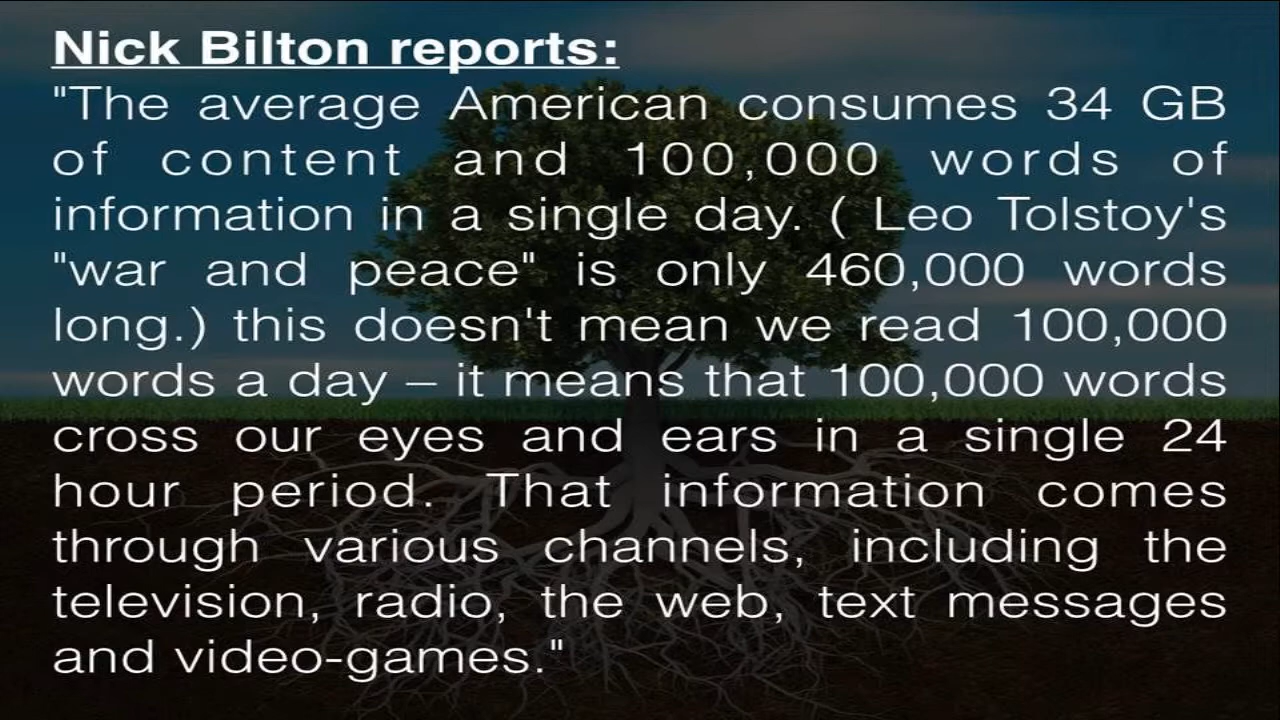 Nick Bilton reports:
"The average American consumes 34 GB
of content and 100,000 words of
information in a single day. ( Leo Tolstoy's
"war and peace" is only 460,000 words
long.) this doesn't mean we read 100,000
words a day – it means that 100,000 words
cross our eyes and ears in a single 24
hour period. That information comes
through various channels, including the
television, radio, the web, text messages
and video-games."